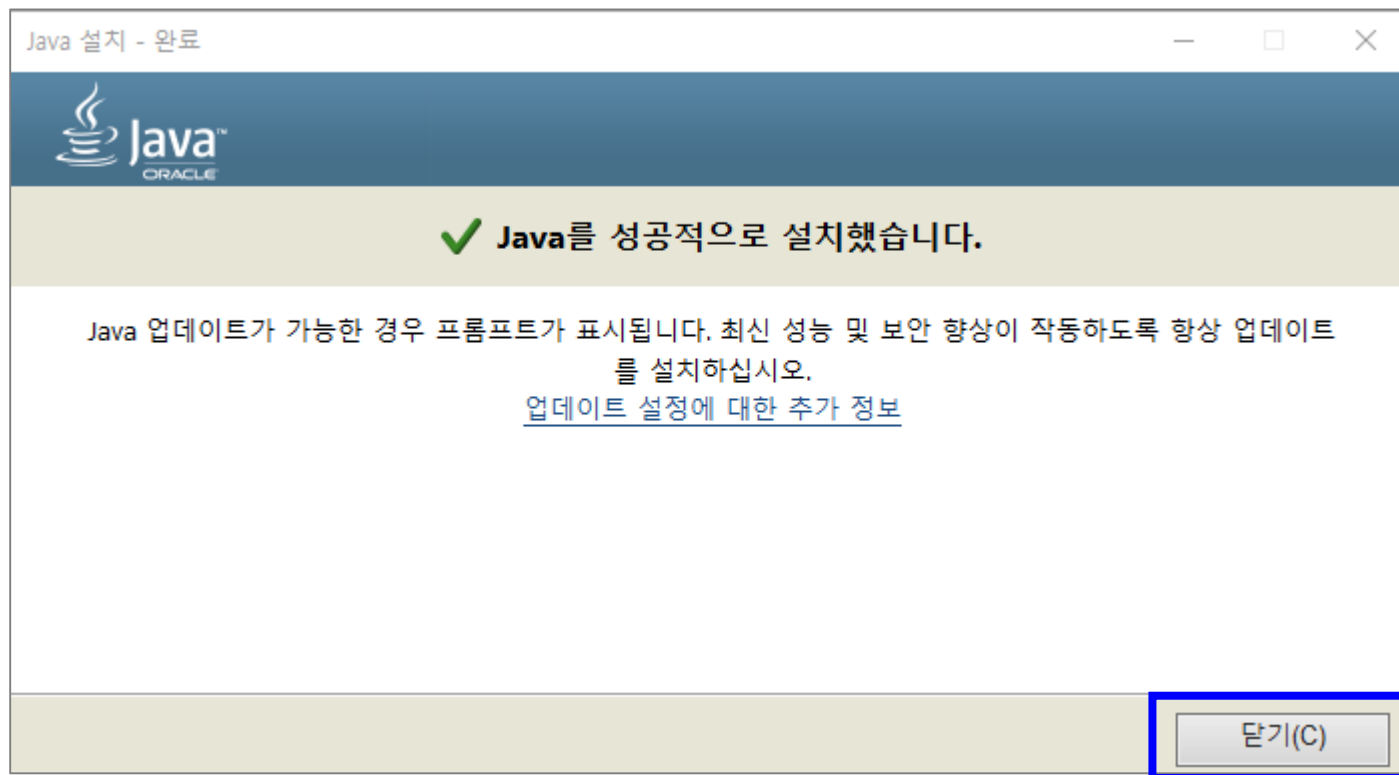 Java 설치 - 완료
Java™
ORACLE
Java를 성공적으로 설치했습니다.
Java 업데이트가 가능한 경우 프롬프트가 표시됩니다. 최신 성능 및 보안 향상이 작동하도록 항상 업데이트
를 설치하십시오.
업데이트 설정에 대한 추가 정보
닫기(C)